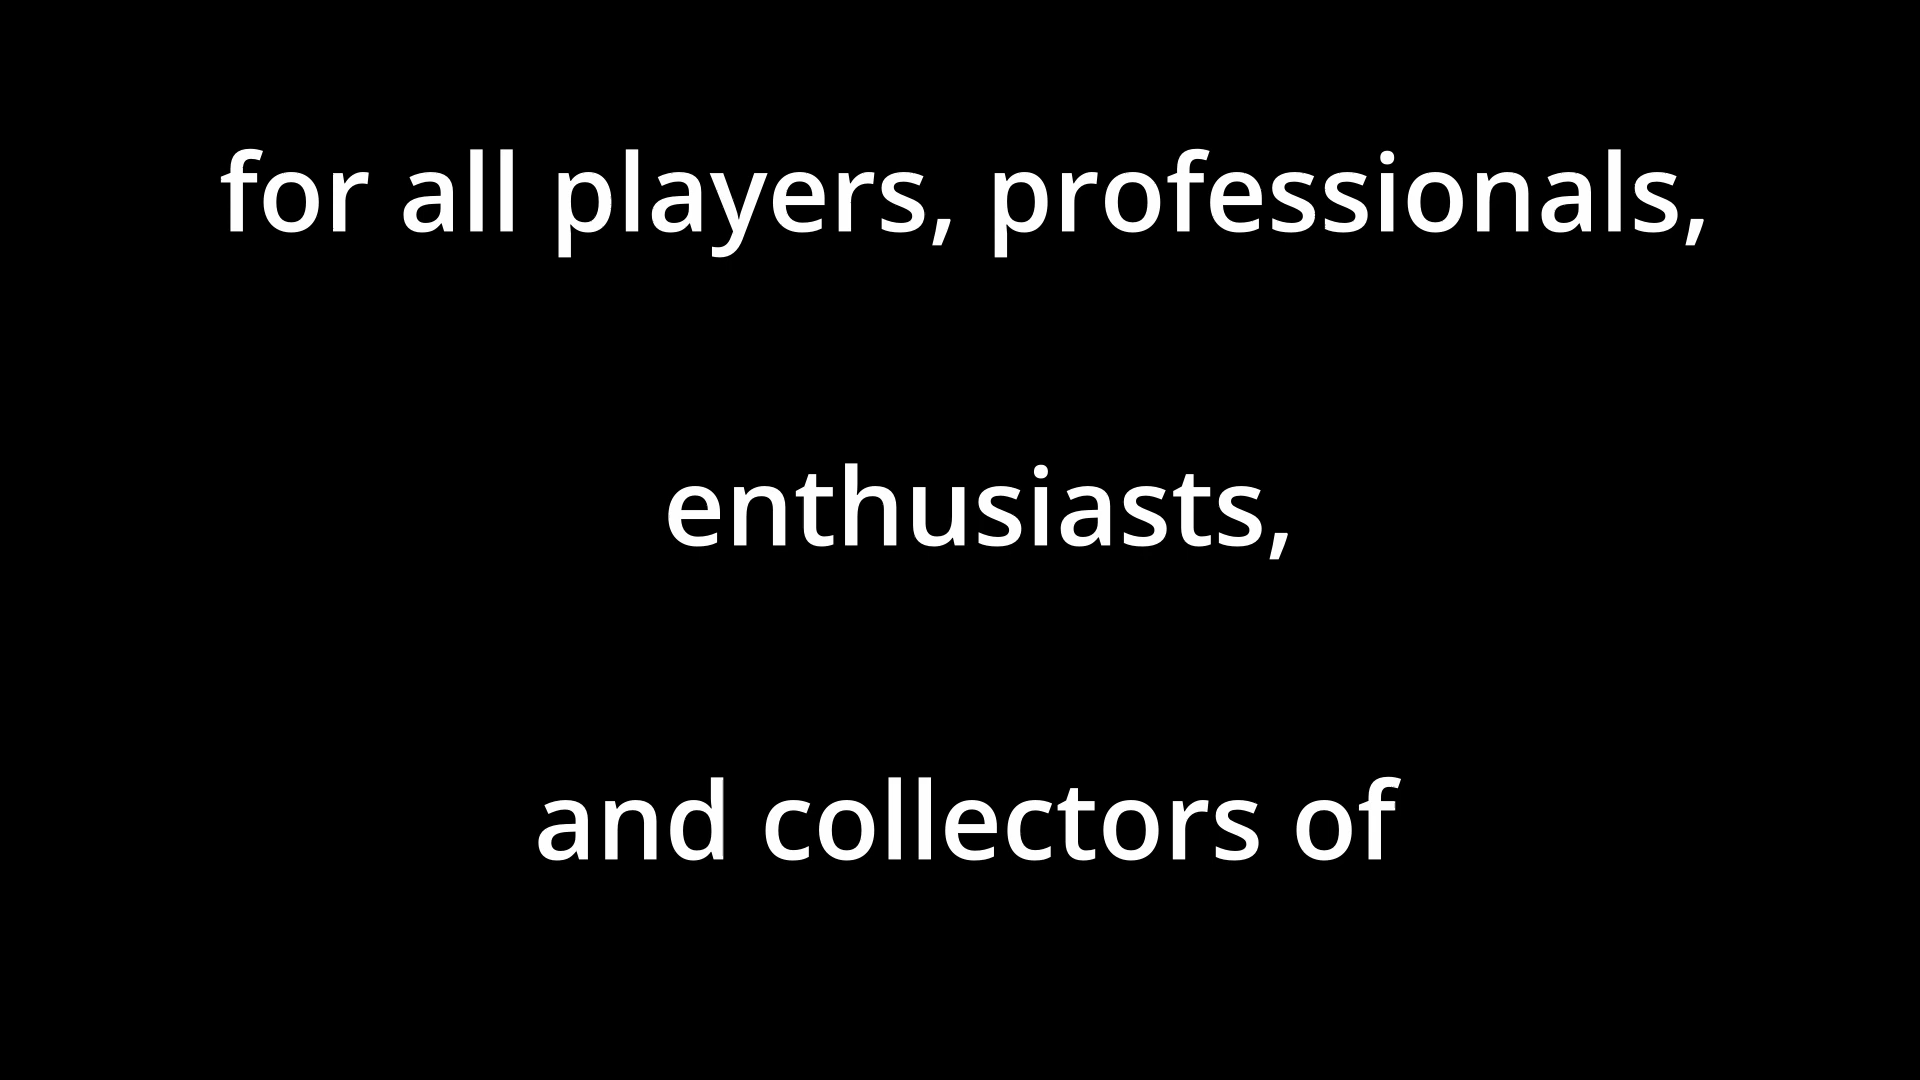 for all players, professionals,
enthusiasts,
and collectors of